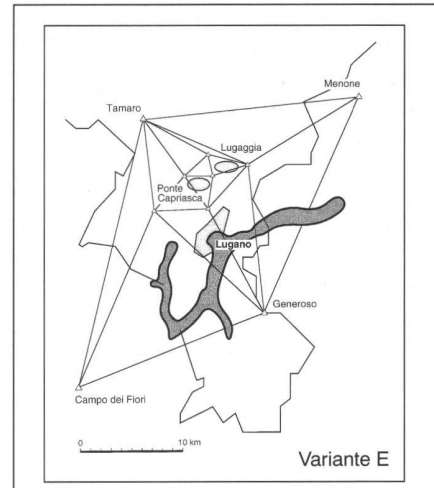 Menone
Tamaro
Lugaggia
Ponte
Capriasca
Lugano
Generoso
Campo dei Fiori
0 10 km
Variante E